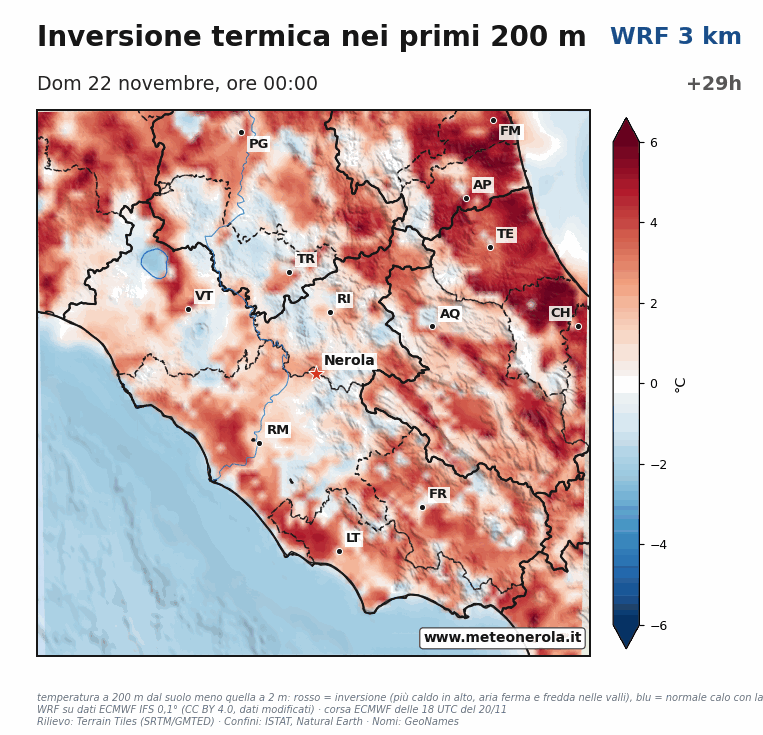 Inversione termica nei primi 200 m WRF 3 km
Dom 22 novembre, ore 00:00 +29h
FM
PG
AP
TE
TR
VT
RI
AQ
CH
Nerola
RM
FR
LT
www.meteonerola.it
6
4
2
0
−2
−4
−6
°C
temperatura a 200 m dal suolo meno quella a 2 m: rosso = inversione (più caldo in alto, aria ferma e fredda nelle valli), blu = normale calo con la
WRF su dati ECMWF IFS 0,1° (CC BY 4.0, dati modificati) · corsa ECMWF delle 18 UTC del 20/11
Rilievo: Terrain Tiles (SRTM/GMTED) · Confini: ISTAT, Natural Earth · Nomi: GeoNames